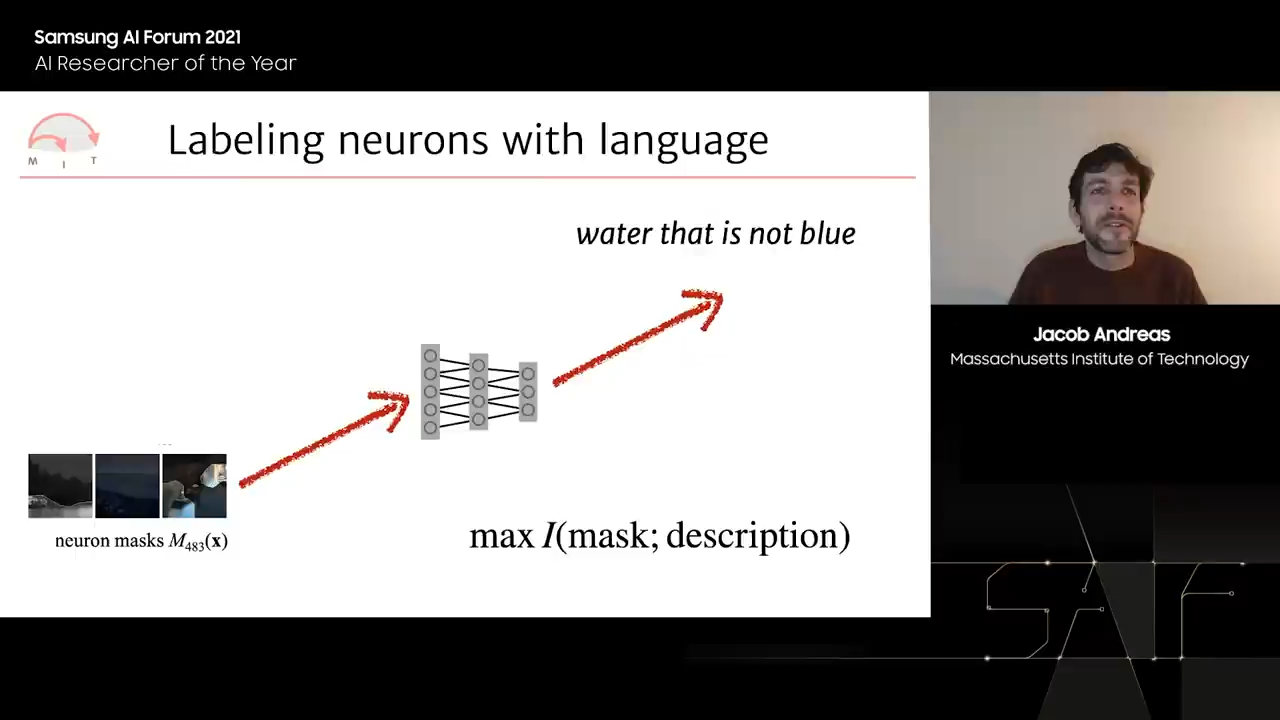 Samsung AI Forum 2021
AI Researcher of the Year
M I T
Labeling neurons with language
water that is not blue
neuron masks M₄₈₃(x)
max I(mask; description)
Jacob Andreas
Massachusetts Institute of Technology
SAIF